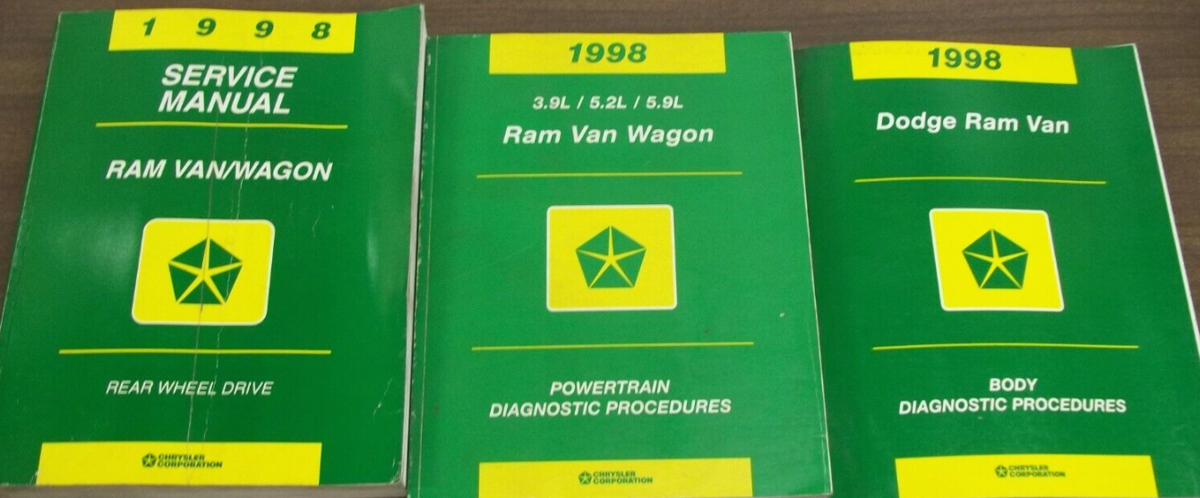 1 9 9 8
SERVICE
MANUAL
RAM VAN/WAGON
REAR WHEEL DRIVE
CHRYSLER
CORPORATION
1998
3.9L / 5.2L / 5.9L
Ram Van Wagon
POWERTRAIN
DIAGNOSTIC PROCEDURES
CHRYSLER
CORPORATION
1998
Dodge Ram Van
BODY
DIAGNOSTIC PROCEDURES
CHRYSLER
CORPORATION